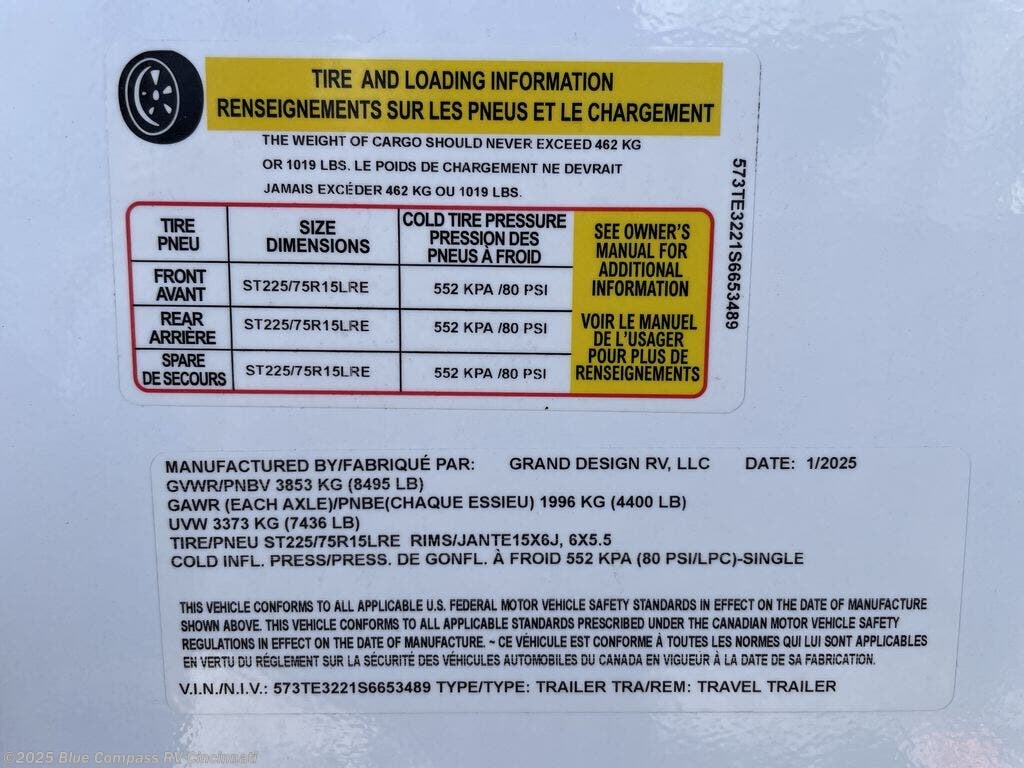 TIRE AND LOADING INFORMATION
RENSEIGNEMENTS SUR LES PNEUS ET LE CHARGEMENT
THE WEIGHT OF CARGO SHOULD NEVER EXCEED 462 KG
OR 1019 LBS. LE POIDS DE CHARGEMENT NE DEVRAIT
JAMAIS EXCÉDER 462 KG OU 1019 LBS.
TIRE
PNEU
SIZE
DIMENSIONS
COLD TIRE PRESSURE
PRESSION DES
PNEUS À FROID
FRONT
AVANT
ST225/75R15LRE
552 KPA /80 PSI
REAR
ARRIÈRE
ST225/75R15LRE
552 KPA /80 PSI
SPARE
DE SECOURS
ST225/75R15LRE
552 KPA /80 PSI
SEE OWNER'S
MANUAL FOR
ADDITIONAL
INFORMATION
VOIR LE MANUEL
DE L'USAGER
POUR PLUS DE
RENSEIGNEMENTS
573TE3221S6653489
MANUFACTURED BY/FABRIQUÉ PAR: GRAND DESIGN RV, LLC DATE: 1/2025
GVWR/PNBV 3853 KG (8495 LB)
GAWR (EACH AXLE)/PNBE(CHAQUE ESSIEU) 1996 KG (4400 LB)
UVW 3373 KG (7436 LB)
TIRE/PNEU ST225/75R15LRE RIMS/JANTE15X6J, 6X5.5
COLD INFL. PRESS/PRESS. DE GONFL. À FROID 552 KPA (80 PSI/LPC)-SINGLE
THIS VEHICLE CONFORMS TO ALL APPLICABLE U.S. FEDERAL MOTOR VEHICLE SAFETY STANDARDS IN EFFECT ON THE DATE OF MANUFACTURE
SHOWN ABOVE. THIS VEHICLE CONFORMS TO ALL APPLICABLE STANDARDS PRESCRIBED UNDER THE CANADIAN MOTOR VEHICLE SAFETY
REGULATIONS IN EFFECT ON THE DATE OF MANUFACTURE. ~ CE VÉHICULE EST CONFORME À TOUTES LES NORMES QUI LUI SONT APPLICABLES
EN VERTU DU RÉGLEMENT SUR LA SÉCURITÉ DES VÉHICULES AUTOMOBILES DU CANADA EN VIGUEUR À LA DATE DE SA FABRICATION.
V.I.N./N.I.V.: 573TE3221S6653489 TYPE/TYPE: TRAILER TRA/REM: TRAVEL TRAILER
©2025 Blue Compass RV Cincinnati